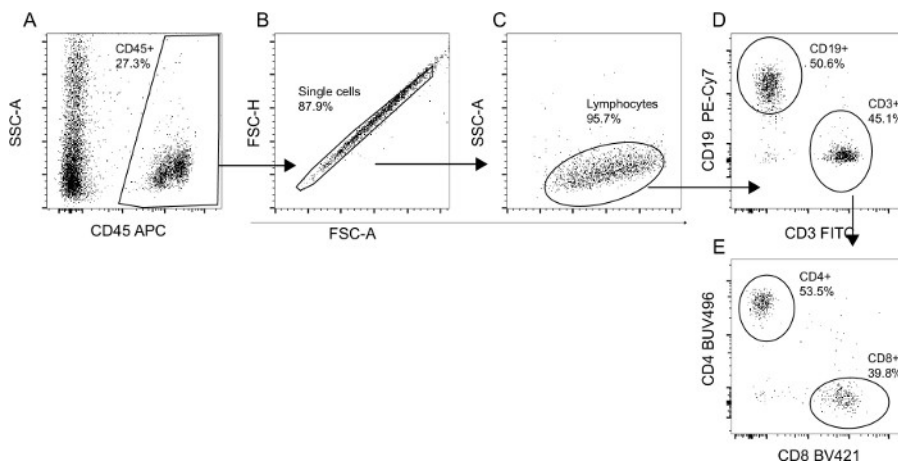 A
CD45+
27.3%
SSC-A
CD45 APC
B
Single cells
87.9%
FSC-H
C
Lymphocytes
95.7%
SSC-A
FSC-A
D
CD19+
50.6%
CD3+
45.1%
CD19 PE-Cy7
CD3 FITC
E
CD4+
53.5%
CD8+
39.8%
CD4 BUV496
CD8 BV421